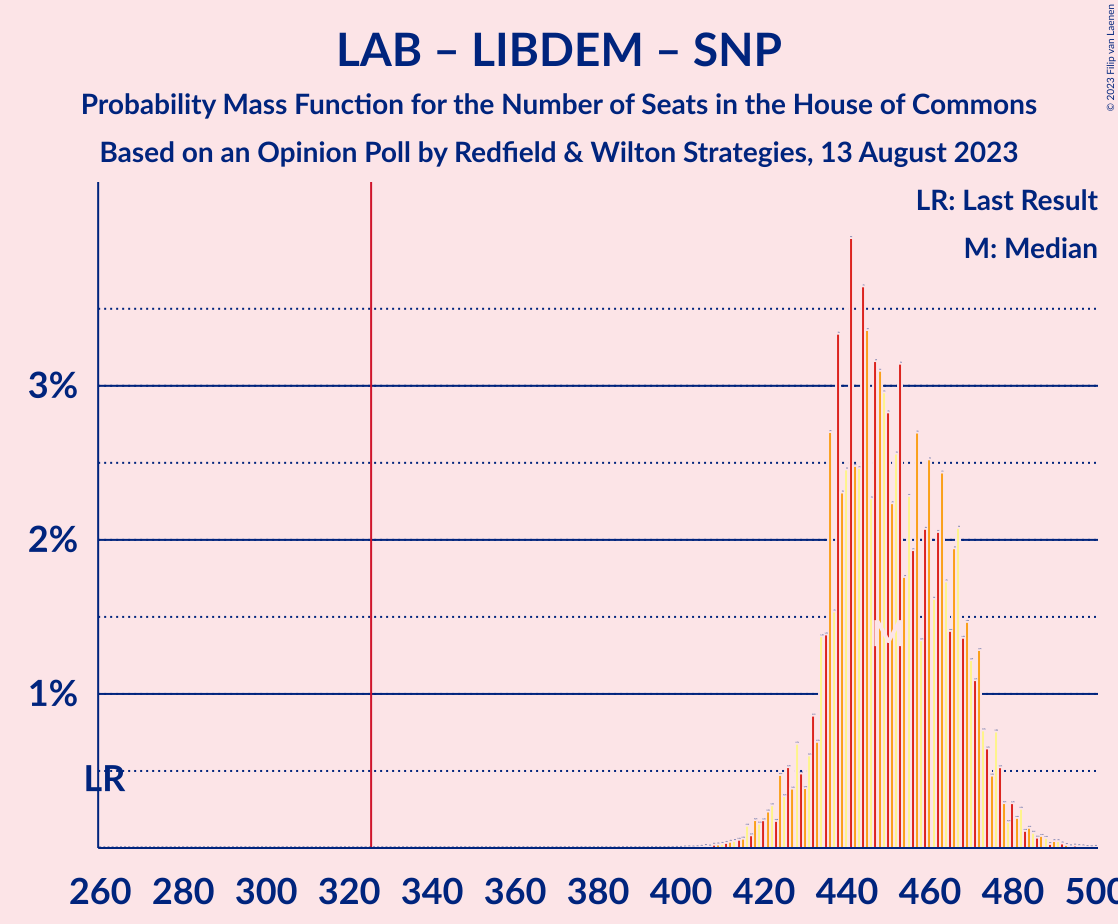 LAB – LIBDEM – SNP
Probability Mass Function for the Number of Seats in the House of Commons
Based on an Opinion Poll by Redfield & Wilton Strategies, 13 August 2023
© 2023 Filip van Laenen
LR: Last Result
M: Median
3%
2%
1%
LR
M
260 280 300 320 340 360 380 400 420 440 460 480 500